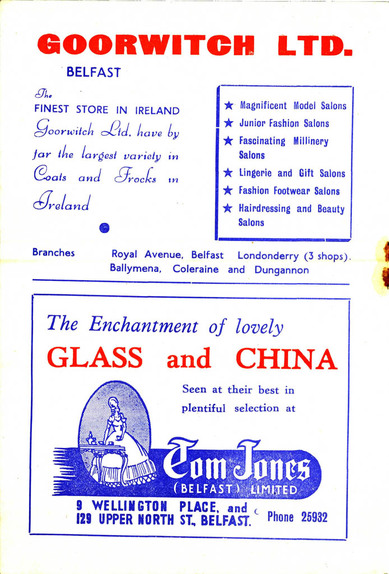 GOORWITCH LTD.
BELFAST
The
FINEST STORE IN IRELAND
Goorwitch Ltd. have by
far the largest variety in
Coats and Frocks in
Ireland
★ Magnificent Model Salons
★ Junior Fashion Salons
★ Fascinating Millinery
Salons
★ Lingerie and Gift Salons
★ Fashion Footwear Salons
★ Hairdressing and Beauty
Salons
Branches Royal Avenue, Belfast Londonderry (3 shops).
Ballymena, Coleraine and Dungannon
The Enchantment of lovely
GLASS and CHINA
Seen at their best in
plentiful selection at
Tom Jones
(BELFAST) LIMITED
9 WELLINGTON PLACE, and
129 UPPER NORTH ST., BELFAST. Phone 25932